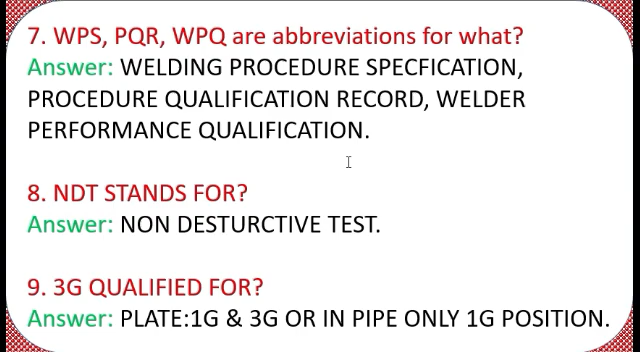 7. WPS, PQR, WPQ are abbreviations for what?
Answer: WELDING PROCEDURE SPECFICATION,
PROCEDURE QUALIFICATION RECORD, WELDER
PERFORMANCE QUALIFICATION.
8. NDT STANDS FOR?
Answer: NON DESTURCTIVE TEST.
9. 3G QUALIFIED FOR?
Answer: PLATE:1G & 3G OR IN PIPE ONLY 1G POSITION.